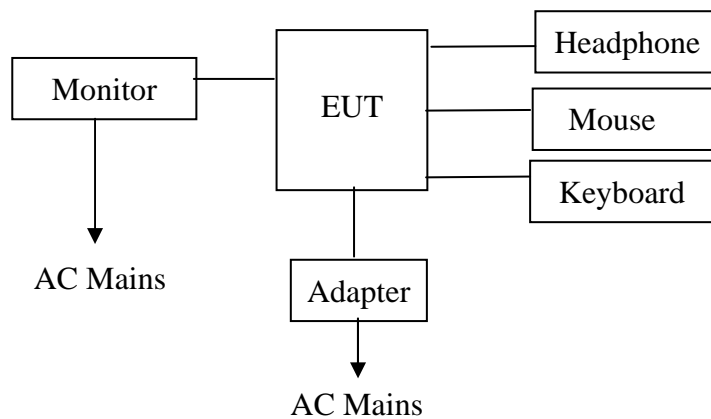 Headphone
Monitor
EUT
Mouse
Keyboard
AC Mains
Adapter
AC Mains